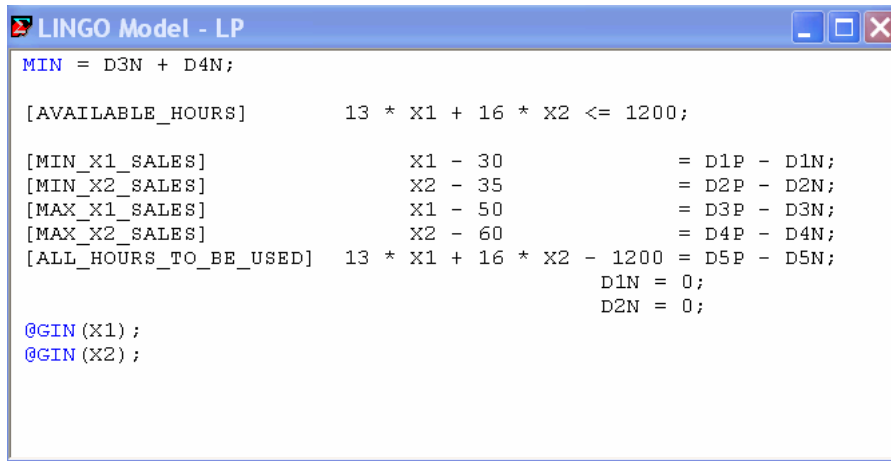 LINGO Model - LP
MIN = D3N + D4N;
[AVAILABLE_HOURS] 13 * X1 + 16 * X2 <= 1200;
[MIN_X1_SALES] X1 - 30 = D1P - D1N;
[MIN_X2_SALES] X2 - 35 = D2P - D2N;
[MAX_X1_SALES] X1 - 50 = D3P - D3N;
[MAX_X2_SALES] X2 - 60 = D4P - D4N;
[ALL_HOURS_TO_BE_USED] 13 * X1 + 16 * X2 - 1200 = D5P - D5N;
D1N = 0;
D2N = 0;
@GIN(X1);
@GIN(X2);